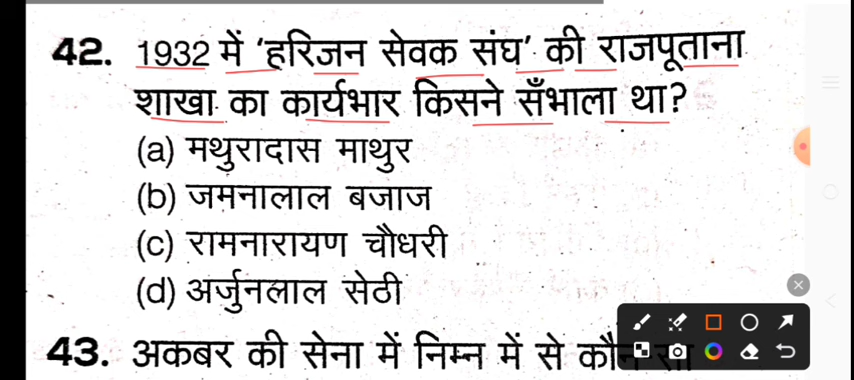 42. 1932 में 'हरिजन सेवक संघ' की राजपूताना
शाखा का कार्यभार किसने सँभाला था?
(a) मथुरादास माथुर
(b) जमनालाल बजाज
(c) रामनारायण चौधरी
(d) अर्जुनलाल सेठी
43. अकबर की सेना में निम्न में से